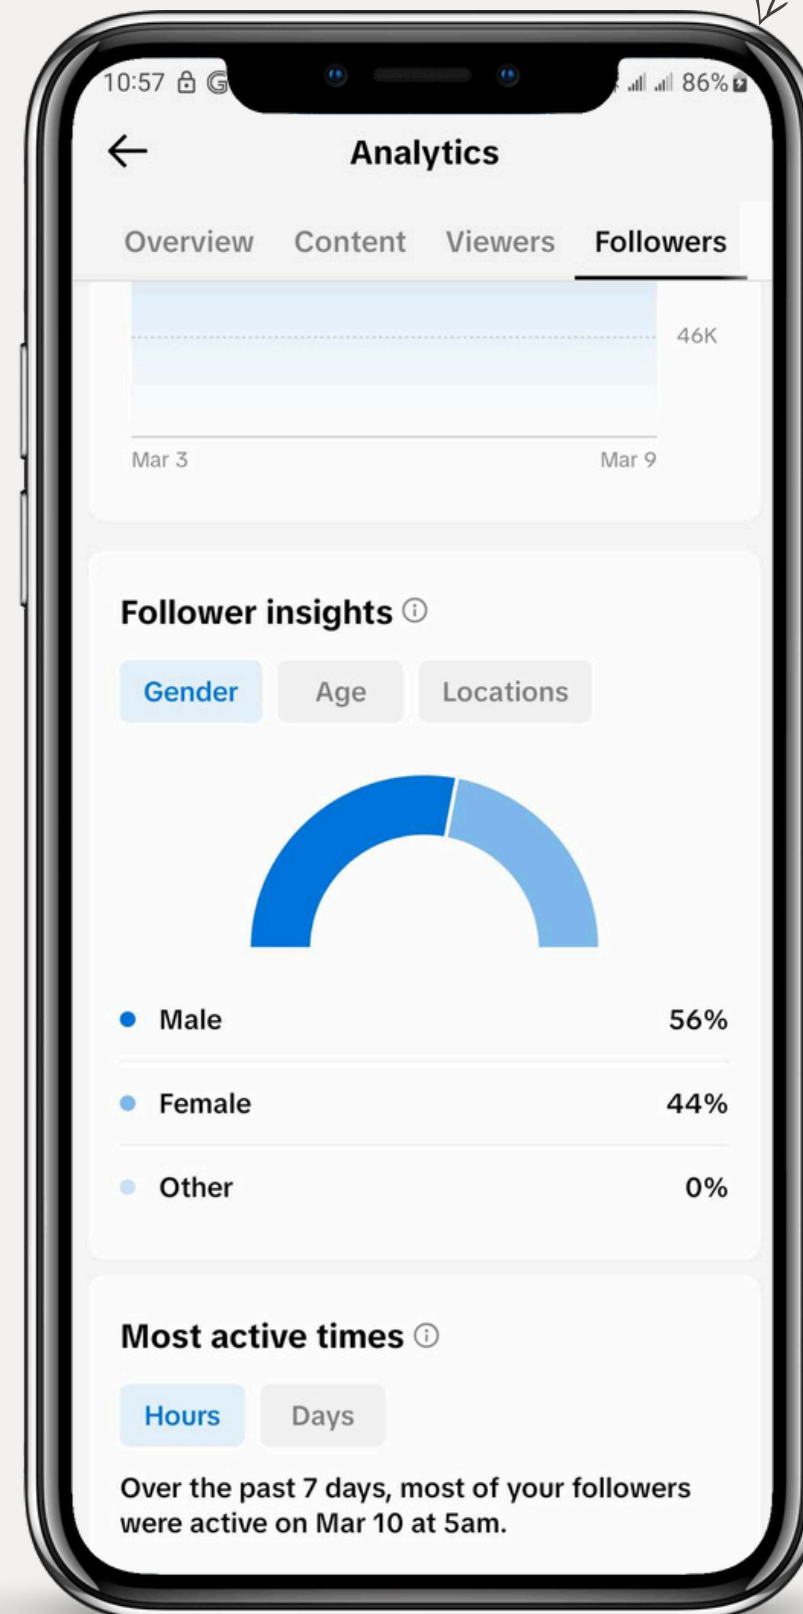 10:57 G 86%
Analytics
Overview Content Viewers Followers
46K
Mar 3 Mar 9
Follower insights
Gender Age Locations
Male 56%
Female 44%
Other 0%
Most active times
Hours Days
Over the past 7 days, most of your followers
were active on Mar 10 at 5am.